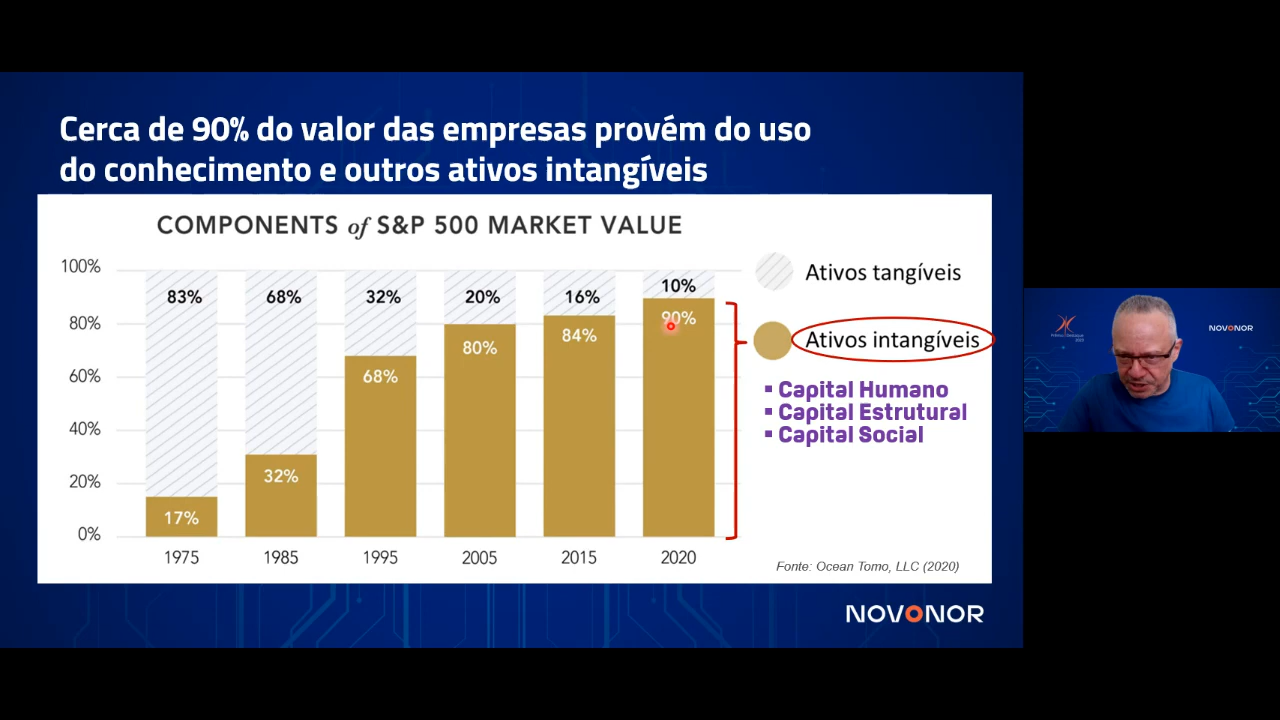 Cerca de 90% do valor das empresas provém do uso
do conhecimento e outros ativos intangíveis
COMPONENTS of S&P 500 MARKET VALUE
100%
80%
60%
40%
20%
0%
83%
68%
32%
20%
16%
10%
17%
32%
68%
80%
84%
90%
1975
1985
1995
2005
2015
2020
Ativos tangíveis
Ativos intangíveis
▪ Capital Humano
▪ Capital Estrutural
▪ Capital Social
Fonte: Ocean Tomo, LLC (2020)
NOVONOR
NOVONOR